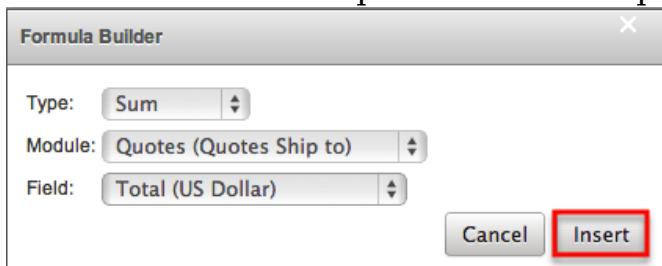 Formula Builder
Type: Sum
Module: Quotes (Quotes Ship to)
Field: Total (US Dollar)
Cancel Insert